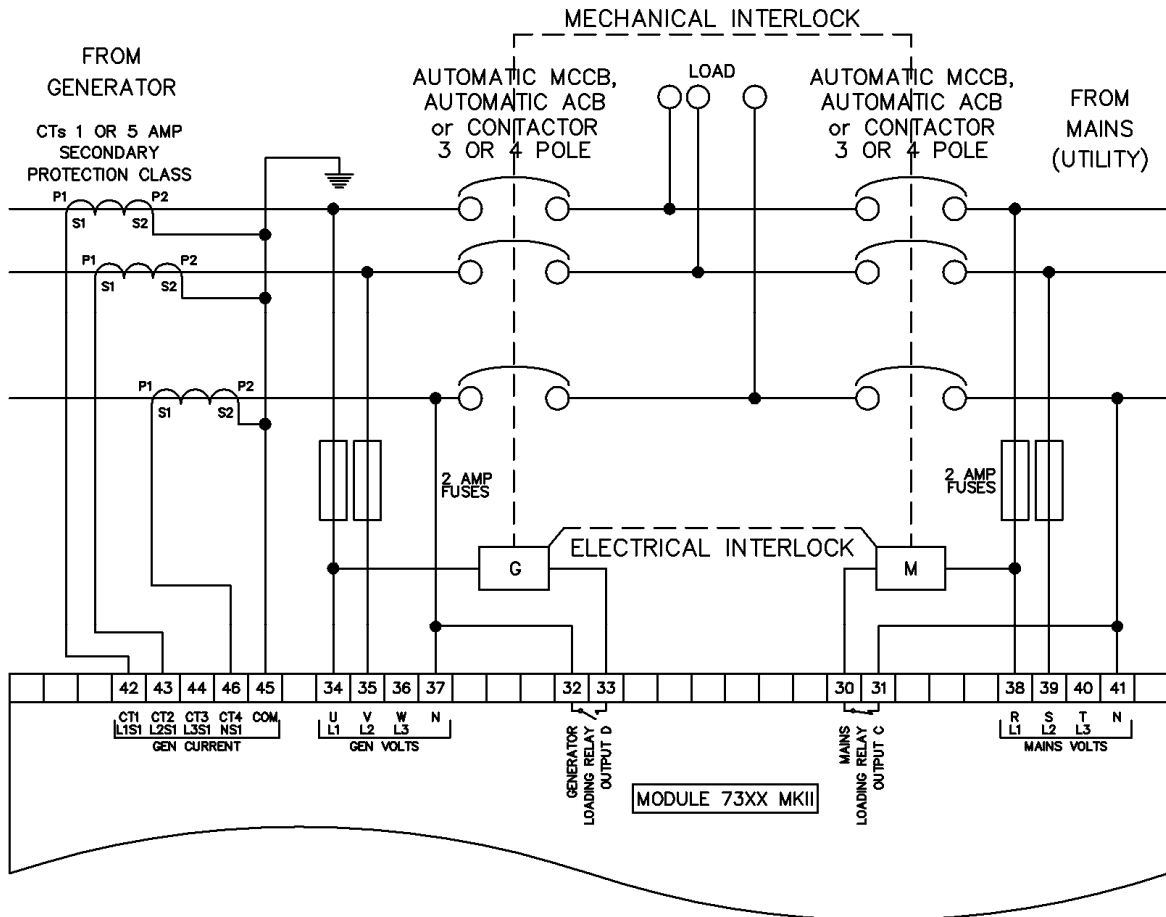 MECHANICAL INTERLOCK
FROM
GENERATOR
CTs 1 OR 5 AMP
SECONDARY
PROTECTION CLASS
AUTOMATIC MCCB,
AUTOMATIC ACB
or CONTACTOR
3 OR 4 POLE
LOAD
AUTOMATIC MCCB,
AUTOMATIC ACB
or CONTACTOR
3 OR 4 POLE
FROM
MAINS
(UTILITY)
P1 P2
S1 S2
P1 P2
S1 S2
P1 P2
S1 S2
2 AMP
FUSES
2 AMP
FUSES
ELECTRICAL INTERLOCK
G
M
42 43 44 46 45 34 35 36 37 32 33 30 31 38 39 40 41
CT1 CT2 CT3 CT4 COM
L1S1 L2S1 L3S1 NS1
GEN CURRENT
U V W N
L1 L2 L3
GEN VOLTS
GENERATOR
LOADING RELAY
OUTPUT D
MAINS
LOADING RELAY
OUTPUT C
R S T N
L1 L2 L3
MAINS VOLTS
MODULE 73XX MKII